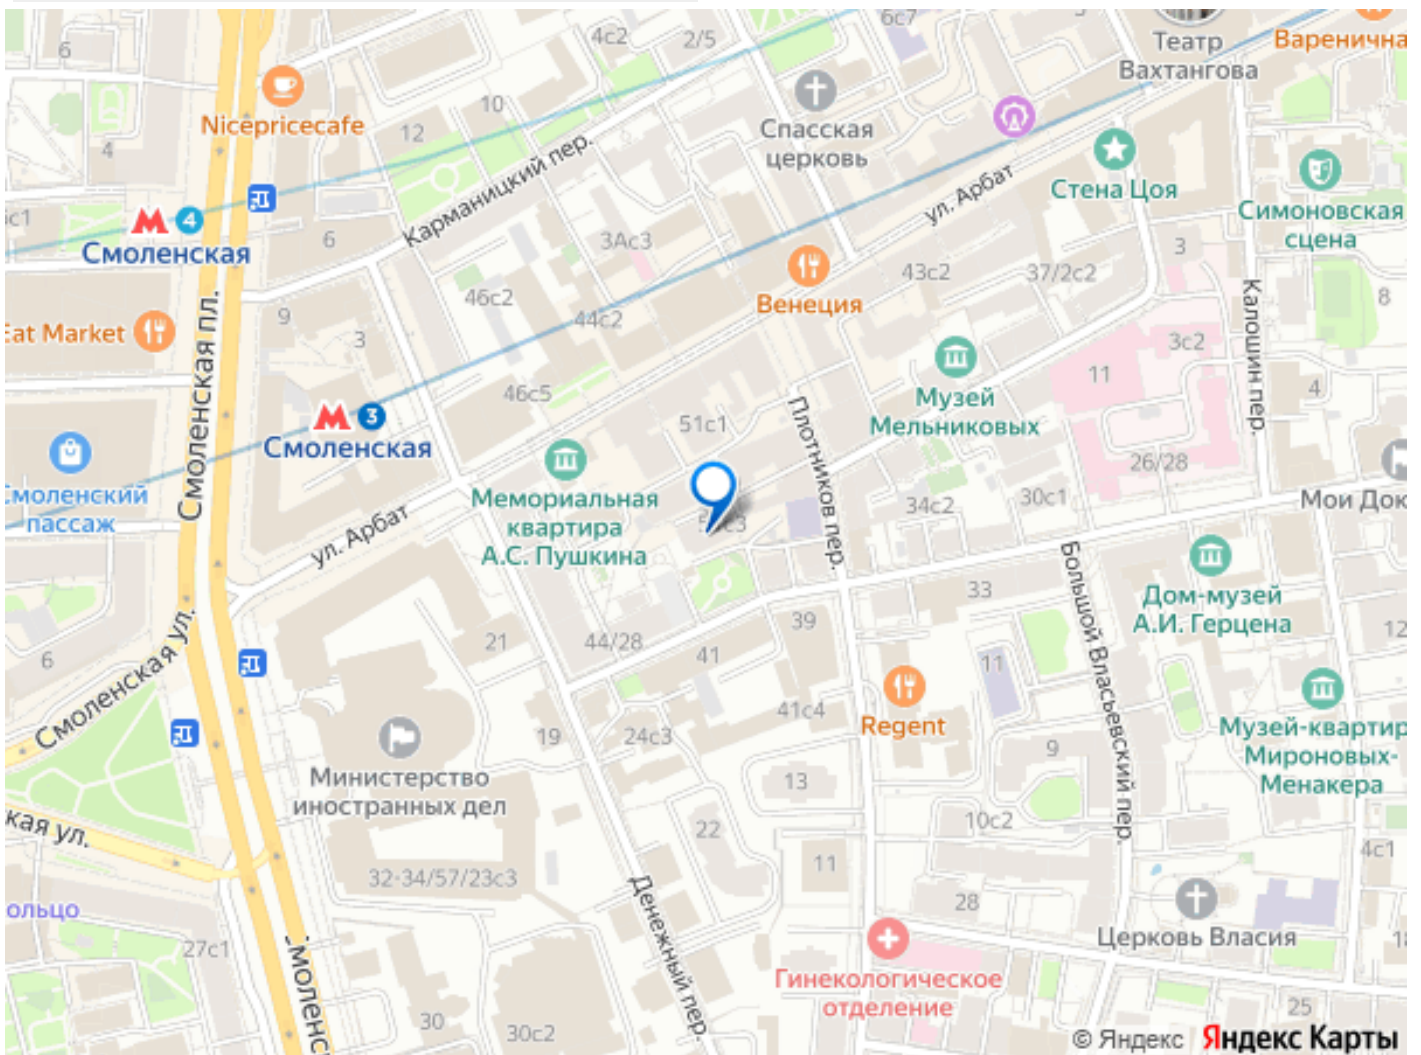 6с7
6
4с2
2/5
Театр
Вахтангова
Варенична
Nicepricecafe
10
12
4
Спасская
церковь
Карманицкий пер.
ул. Арбат
Стена Цоя
Симоновская
сцена
4
Смоленская
6
3Ас3
3
43с2
37/2с2
46с2
Венеция
44с2
8
Eat Market
9
3
Смоленская пл.
Калошин пер.
3с2
11
4
46с5
Музей
Мельниковых
3
Смоленская
51с1
Плотников пер.
26/28
Смоленский
пассаж
Мемориальная
квартира
А.С. Пушкина
34с2
30с1
Мои Док
ул. Арбат
Большой Власьевский пер.
Дом-музей
А.И. Герцена
33
39
12
Смоленская ул.
6
21
44/28
41
11
41с4
Regent
Музей-квартир
Мироновых-
Менакера
19
24с3
9
Министерство
иностранных дел
13
10с2
кая ул.
22
11
4с1
32-34/57/23с3
Денежный пер.
28
ольцо
27с1
Церковь Власия
Гинекологическое
отделение
30
30с2
25
© Яндекс Яндекс Карты